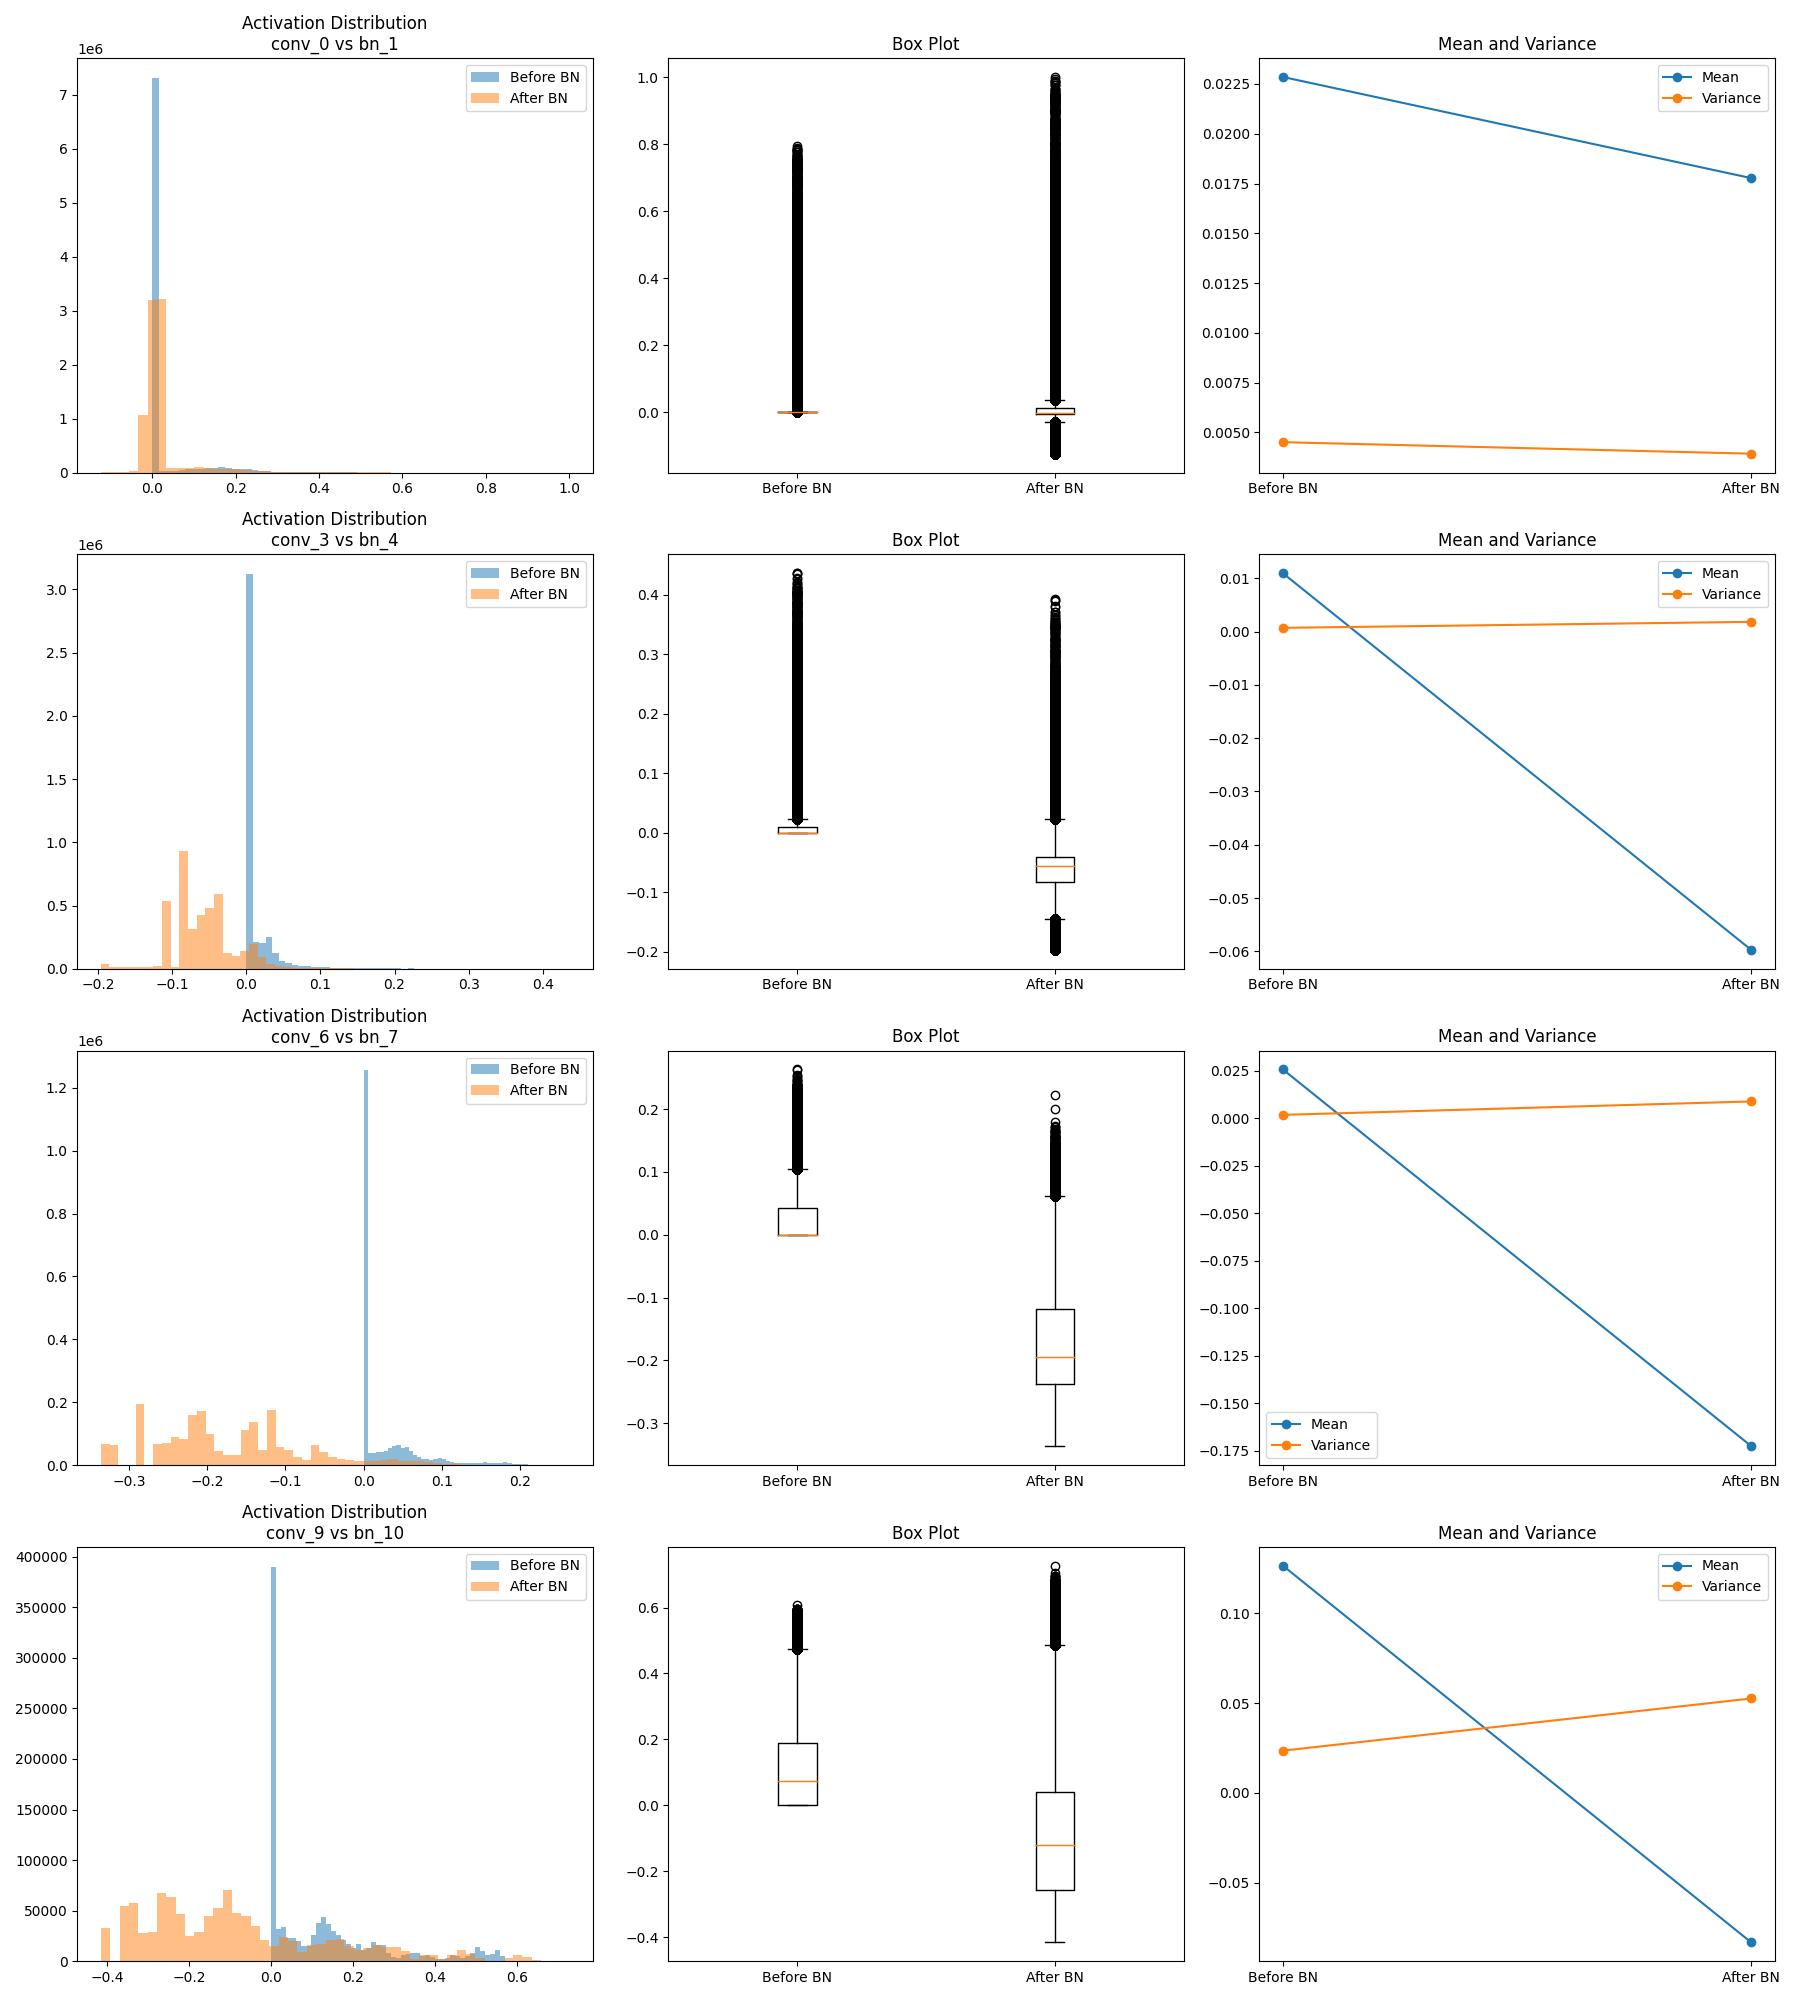 Activation Distribution
conv_0 vs bn_1
1e6
Before BN
After BN
7
6
5
4
3
2
1
0
0.0 0.2 0.4 0.6 0.8 1.0
Box Plot
1.0
0.8
0.6
0.4
0.2
0.0
Before BN After BN
Mean and Variance
Mean
Variance
0.0225
0.0200
0.0175
0.0150
0.0125
0.0100
0.0075
0.0050
Before BN After BN
Activation Distribution
conv_3 vs bn_4
1e6
Before BN
After BN
3.0
2.5
2.0
1.5
1.0
0.5
0.0
−0.2 −0.1 0.0 0.1 0.2 0.3 0.4
Box Plot
0.4
0.3
0.2
0.1
0.0
−0.1
−0.2
Before BN After BN
Mean and Variance
Mean
Variance
0.01
0.00
−0.01
−0.02
−0.03
−0.04
−0.05
−0.06
Before BN After BN
Activation Distribution
conv_6 vs bn_7
1e6
Before BN
After BN
1.2
1.0
0.8
0.6
0.4
0.2
0.0
−0.3 −0.2 −0.1 0.0 0.1 0.2
Box Plot
0.2
0.1
0.0
−0.1
−0.2
−0.3
Before BN After BN
Mean and Variance
0.025
0.000
−0.025
−0.050
−0.075
−0.100
−0.125
−0.150
−0.175
Mean
Variance
Before BN After BN
Activation Distribution
conv_9 vs bn_10
Before BN
After BN
400000
350000
300000
250000
200000
150000
100000
50000
0
−0.4 −0.2 0.0 0.2 0.4 0.6
Box Plot
0.6
0.4
0.2
0.0
−0.2
−0.4
Before BN After BN
Mean and Variance
Mean
Variance
0.10
0.05
0.00
−0.05
Before BN After BN